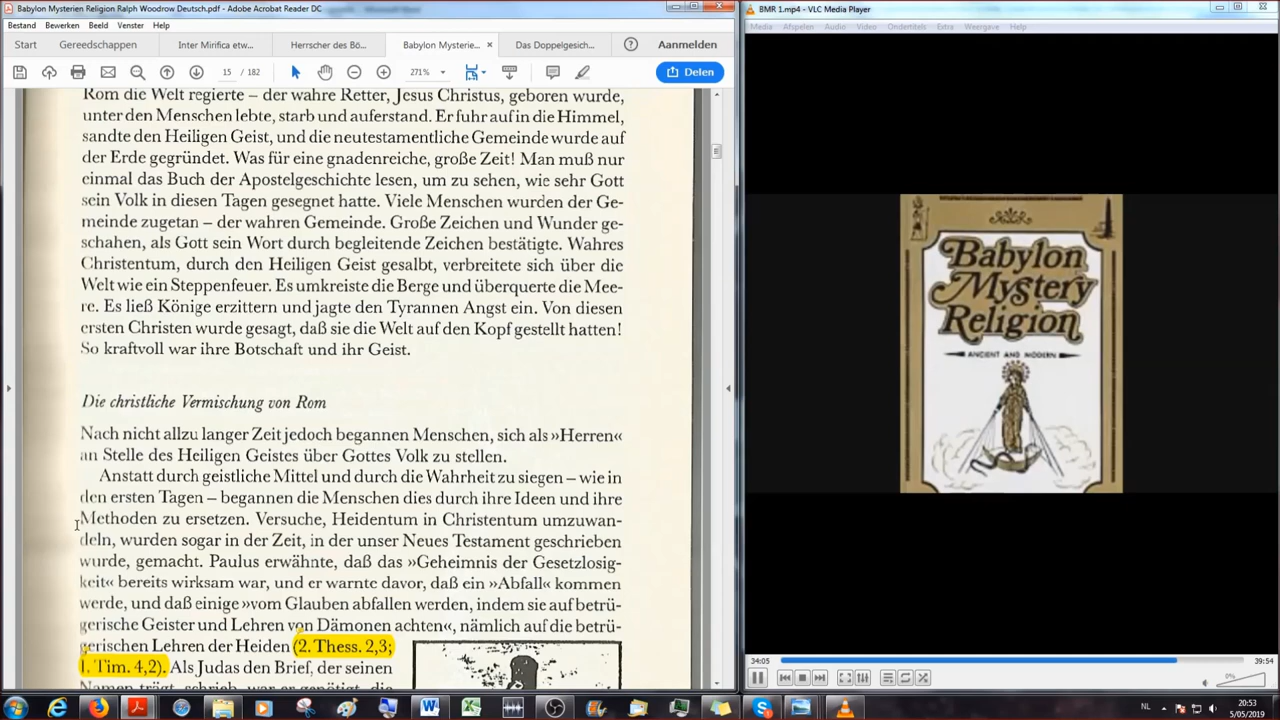 Babylon Mysterien Religion Ralph Woodrow Deutsch.pdf - Adobe Acrobat Reader DC
Bestand Bewerken Beeld Venster Help
Start Gereedschappen Inter Mirifica etw... Herrscher des Bö... Babylon Mysterie... × Das Doppelgesich... Aanmelden
15 / 182 271% Delen
Rom die Welt regierte – der wahre Retter, Jesus Christus, geboren wurde,
unter den Menschen lebte, starb und auferstand. Er fuhr auf in die Himmel,
sandte den Heiligen Geist, und die neutestamentliche Gemeinde wurde auf
der Erde gegründet. Was für eine gnadenreiche, große Zeit! Man muß nur
einmal das Buch der Apostelgeschichte lesen, um zu sehen, wie sehr Gott
sein Volk in diesen Tagen gesegnet hatte. Viele Menschen wurden der Ge-
meinde zugetan – der wahren Gemeinde. Große Zeichen und Wunder ge-
schahen, als Gott sein Wort durch begleitende Zeichen bestätigte. Wahres
Christentum, durch den Heiligen Geist gesalbt, verbreitete sich über die
Welt wie ein Steppenfeuer. Es umkreiste die Berge und überquerte die Mee-
re. Es ließ Könige erzittern und jagte den Tyrannen Angst ein. Von diesen
ersten Christen wurde gesagt, daß sie die Welt auf den Kopf gestellt hatten!
So kraftvoll war ihre Botschaft und ihr Geist.
Die christliche Vermischung von Rom
Nach nicht allzu langer Zeit jedoch begannen Menschen, sich als »Herren«
an Stelle des Heiligen Geistes über Gottes Volk zu stellen.
Anstatt durch geistliche Mittel und durch die Wahrheit zu siegen – wie in
den ersten Tagen – begannen die Menschen dies durch ihre Ideen und ihre
Methoden zu ersetzen. Versuche, Heidentum in Christentum umzuwan-
deln, wurden sogar in der Zeit, in der unser Neues Testament geschrieben
wurde, gemacht. Paulus erwähnte, daß das »Geheimnis der Gesetzlosig-
keit« bereits wirksam war, und er warnte davor, daß ein »Abfall« kommen
werde, und daß einige »vom Glauben abfallen werden, indem sie auf betrü-
gerische Geister und Lehren von Dämonen achten«, nämlich auf die betrü-
gerischen Lehren der Heiden (2. Thess. 2,3;
1. Tim. 4,2). Als Judas den Brief, der seinen
Namen trägt, schrieb, war er genötigt, die
BMR 1.mp4 - VLC Media Player
Media Afspelen Audio Video Ondertitels Extra Weergave Help
Babylon
Mystery
Religion
ANCIENT AND MODERN
34:05 39:54
0%
NL 20:53
5/05/2019